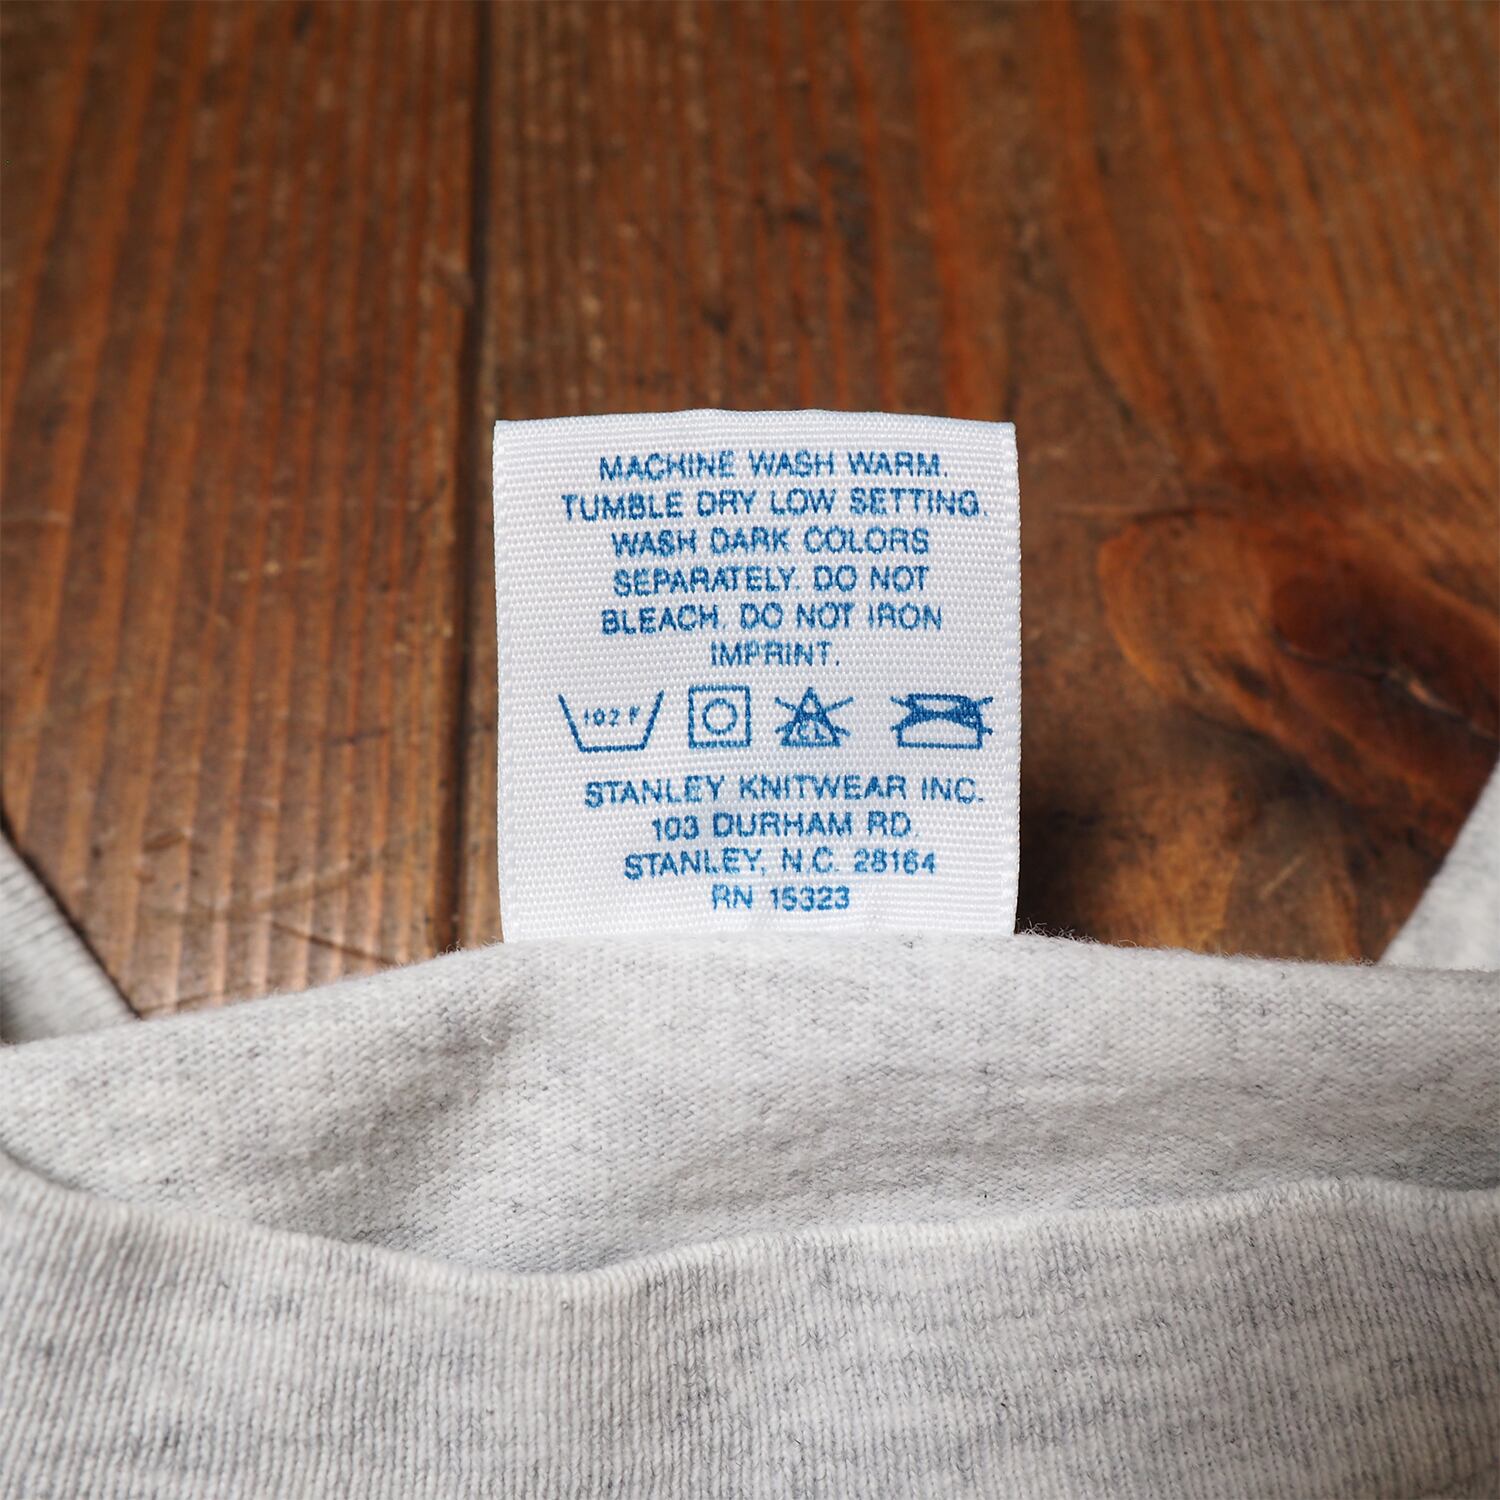 MACHINE WASH WARM.
TUMBLE DRY LOW SETTING.
WASH DARK COLORS
SEPARATELY. DO NOT
BLEACH. DO NOT IRON
IMPRINT.
102 F
CL
STANLEY KNITWEAR INC.
103 DURHAM RD.
STANLEY, N.C. 28164
RN 15323